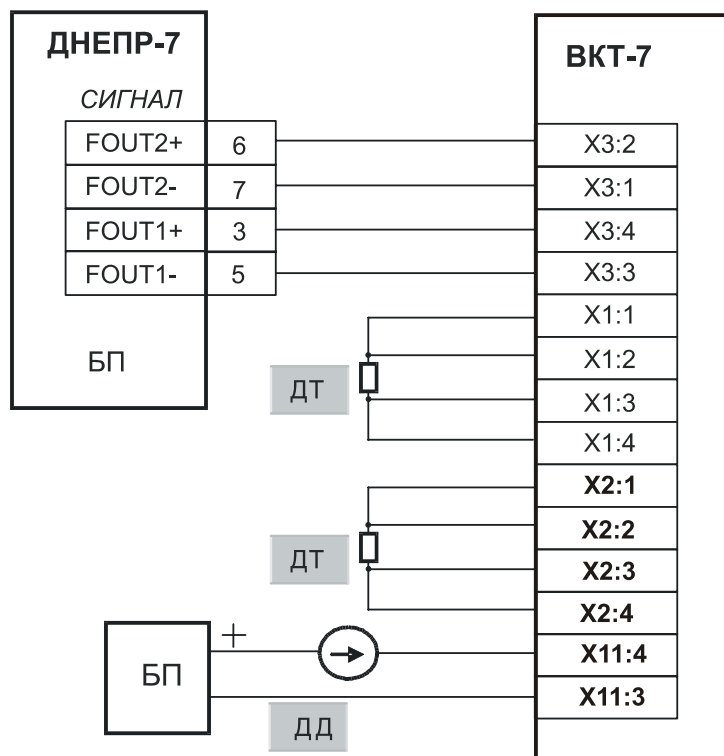 ДНЕПР-7
СИГНАЛ
FOUT2+ 6
FOUT2- 7
FOUT1+ 3
FOUT1- 5
БП
ВКТ-7
X3:2
X3:1
X3:4
X3:3
X1:1
X1:2
X1:3
X1:4
X2:1
X2:2
X2:3
X2:4
X11:4
X11:3
ДТ
ДТ
БП
+
ДД